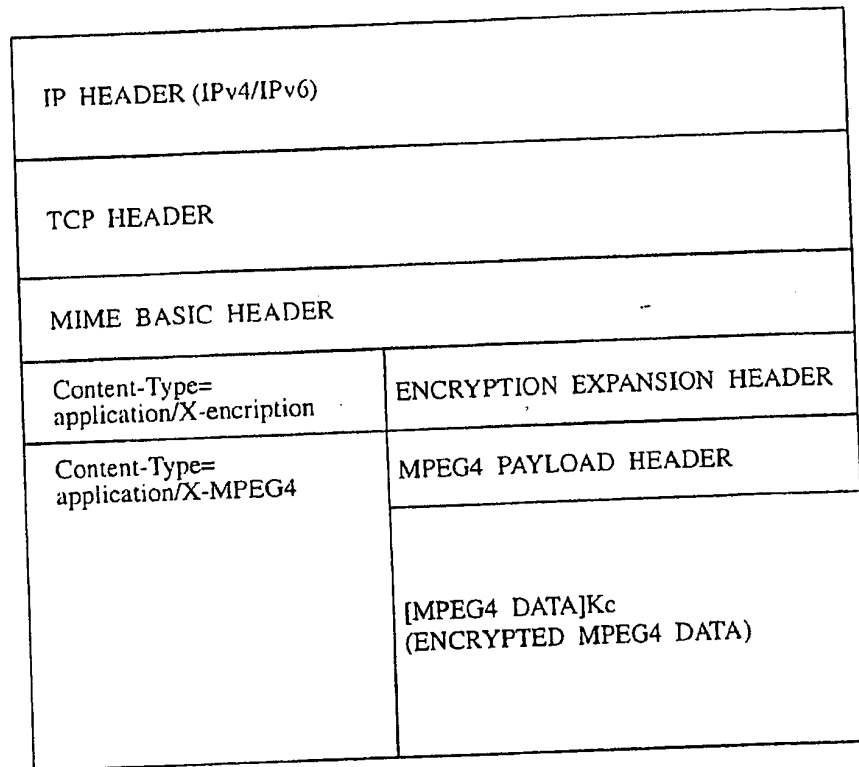 IP HEADER (IPv4/IPv6)
TCP HEADER
MIME BASIC HEADER
Content-Type=
application/X-encription
ENCRYPTION EXPANSION HEADER
Content-Type=
application/X-MPEG4
MPEG4 PAYLOAD HEADER
[MPEG4 DATA]Kc
(ENCRYPTED MPEG4 DATA)